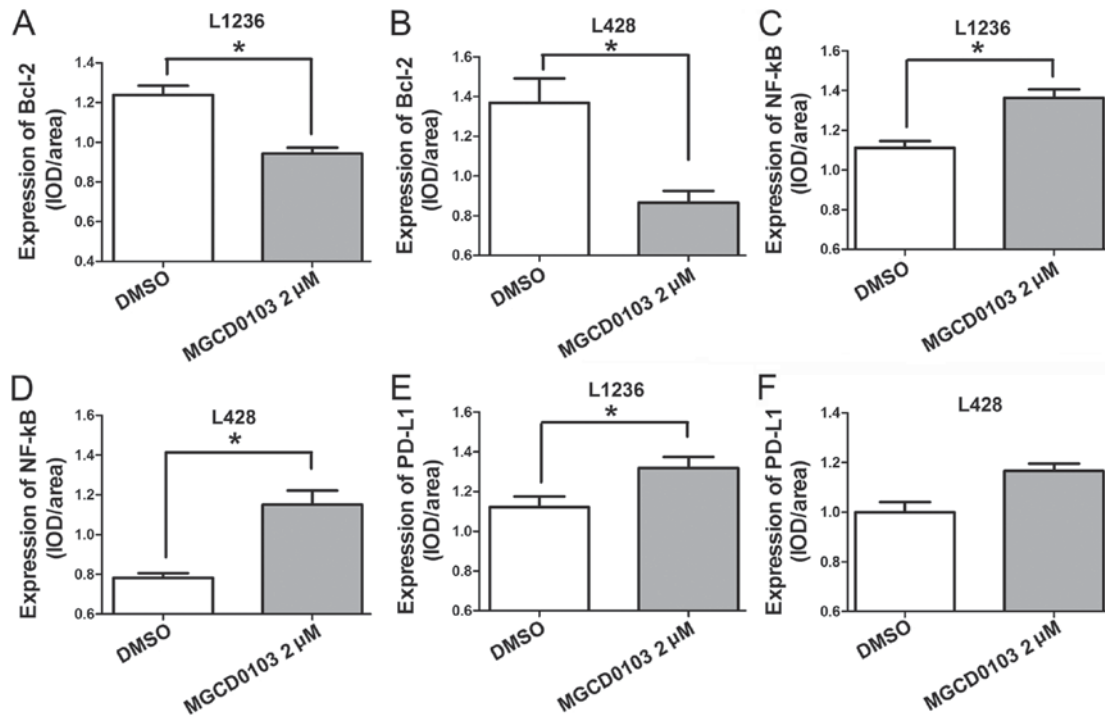 A
L1236
*
Expression of Bcl-2
(IOD/area)
1.4
1.2
1.0
0.8
0.6
0.4
DMSO
MGCD0103 2 µM
B
L428
*
Expression of Bcl-2
(IOD/area)
1.6
1.4
1.2
1.0
0.8
0.6
DMSO
MGCD0103 2 µM
C
L1236
*
Expression of NF-kB
(IOD/area)
1.6
1.4
1.2
1.0
0.8
0.6
DMSO
MGCD0103 2 µM
D
L428
*
Expression of NF-kB
(IOD/area)
1.6
1.4
1.2
1.0
0.8
0.6
DMSO
MGCD0103 2 µM
E
L1236
*
Expression of PD-L1
(IOD/area)
1.6
1.4
1.2
1.0
0.8
0.6
DMSO
MGCD0103 2 µM
F
L428
Expression of PD-L1
(IOD/area)
1.4
1.2
1.0
0.8
0.6
DMSO
MGCD0103 2 µM